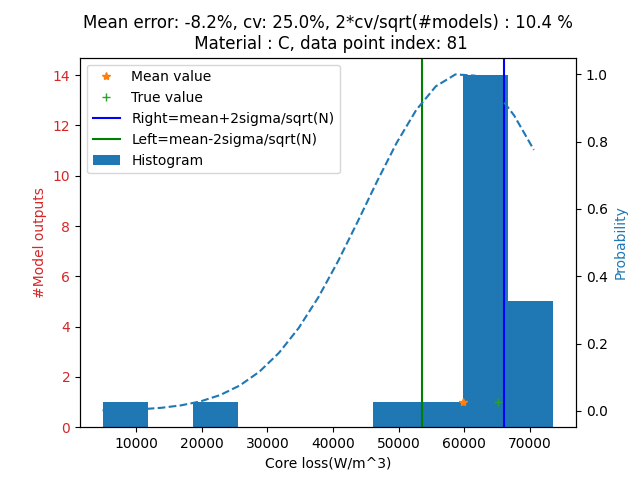 Mean error: -8.2%, cv: 25.0%, 2*cv/sqrt(#models) : 10.4 %
Material : C, data point index: 81
Mean value
True value
Right=mean+2sigma/sqrt(N)
Left=mean-2sigma/sqrt(N)
Histogram
#Model outputs
14
12
10
8
6
4
2
0
1.0
0.8
0.6
0.4
0.2
0.0
Probability
10000 20000 30000 40000 50000 60000 70000
Core loss(W/m^3)